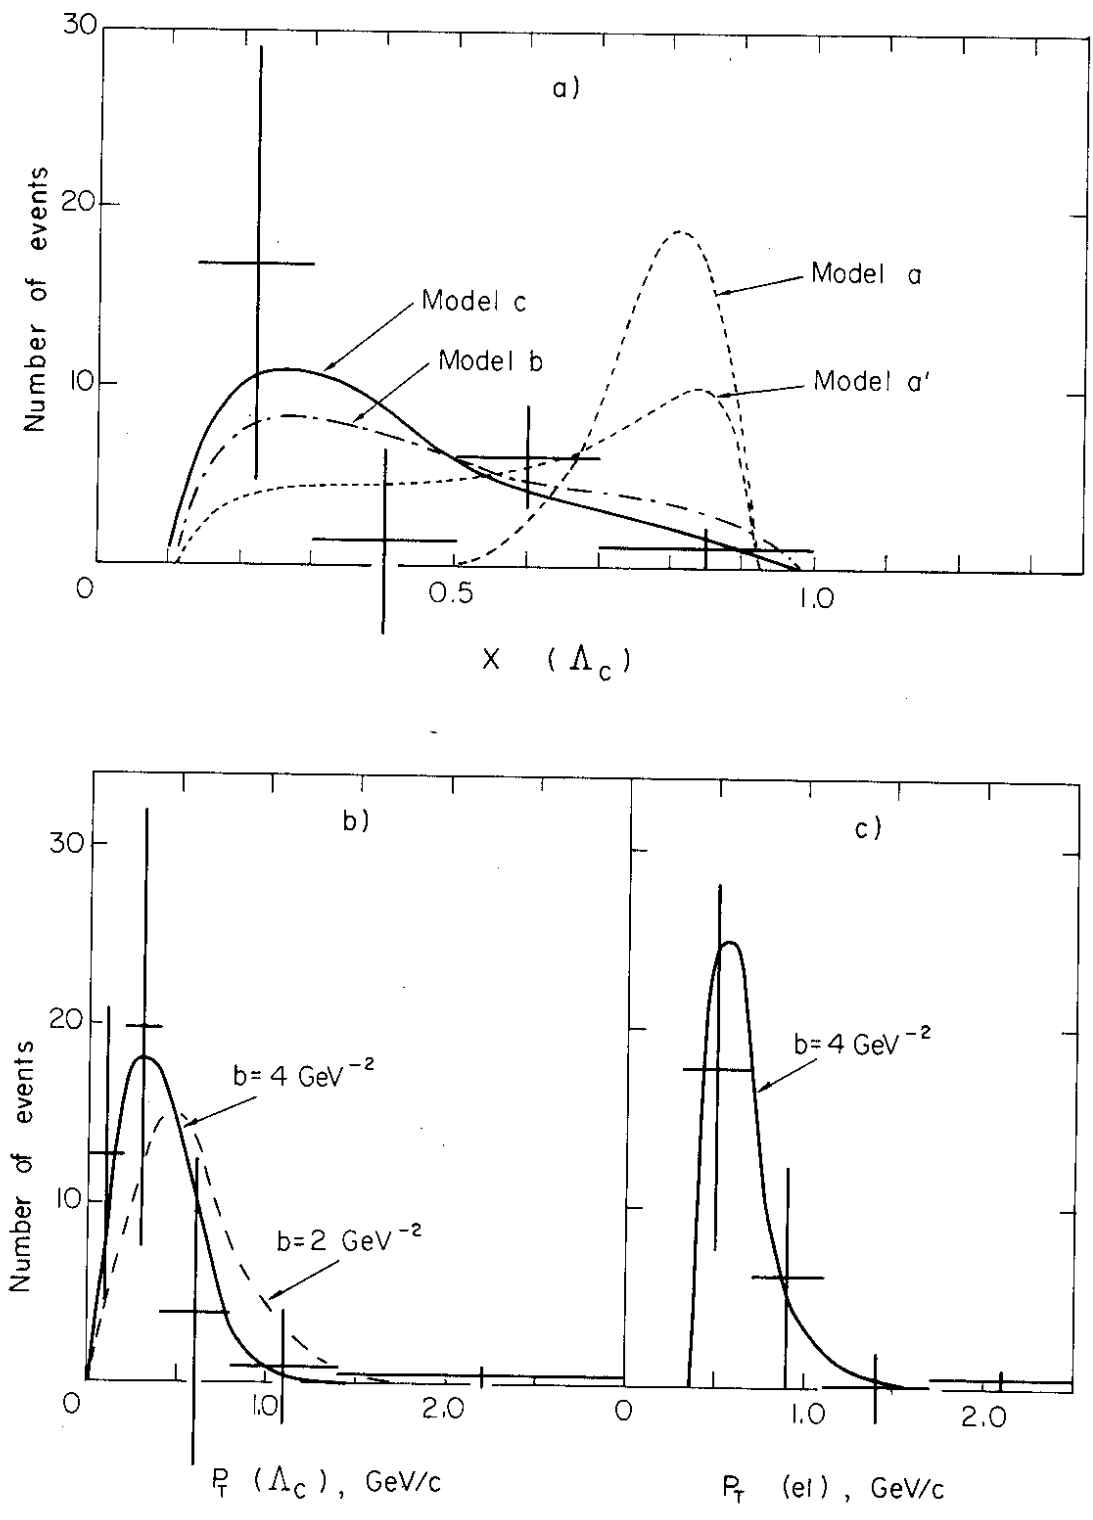 30
a)
20
Number of events
Model a
Model c
Model b
10
Model a'
0
0.5
1.0
X (Λc)
b)
c)
30
20
b=4 GeV⁻²
b=4 GeV⁻²
Number of events
10
b=2 GeV⁻²
0
1.0
2.0
0
1.0
2.0
PT (Λc), GeV/c
PT (el), GeV/c